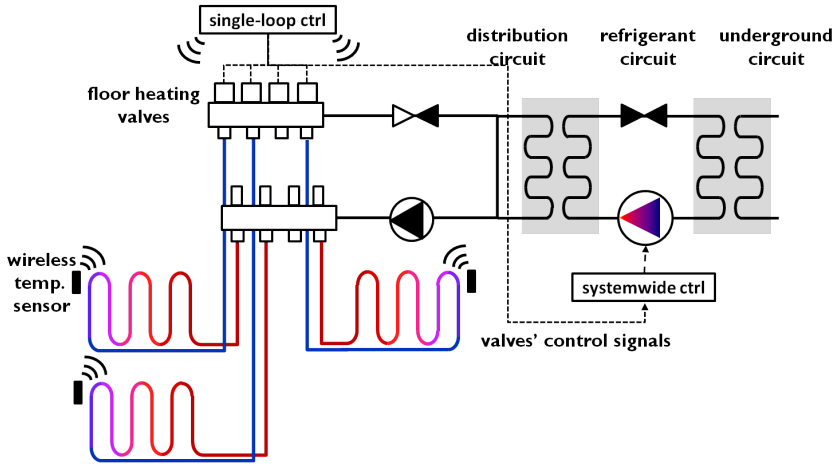 single-loop ctrl
distribution
circuit
refrigerant
circuit
underground
circuit
floor heating
valves
wireless
temp.
sensor
systemwide ctrl
valves' control signals